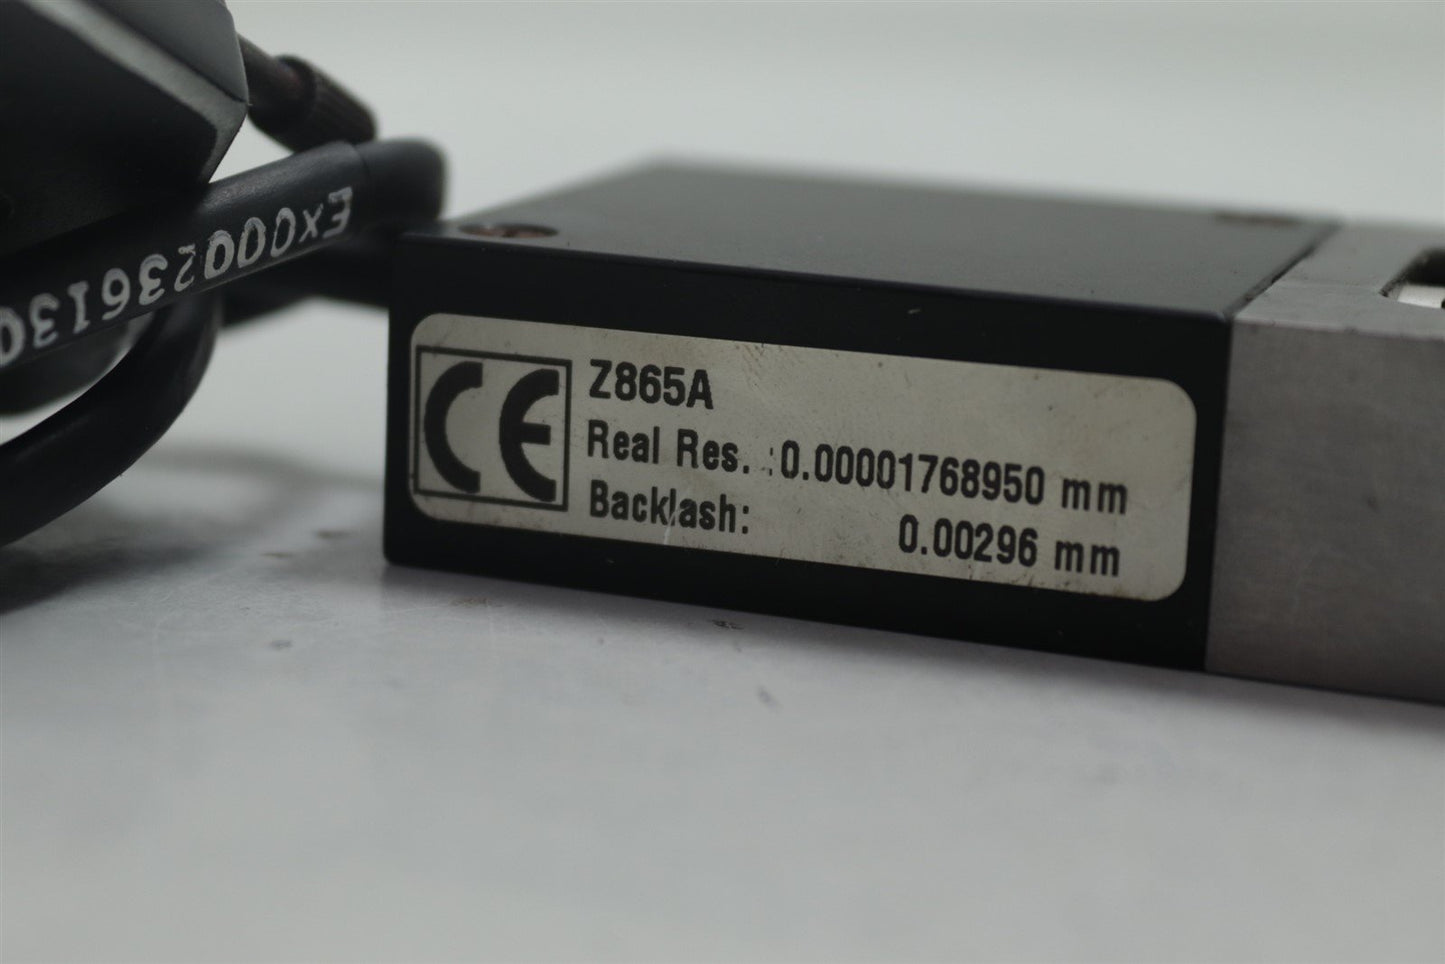 Ex00023613
CE
Z865A
Real Res. :0.00001768950 mm
Backlash: 0.00296 mm